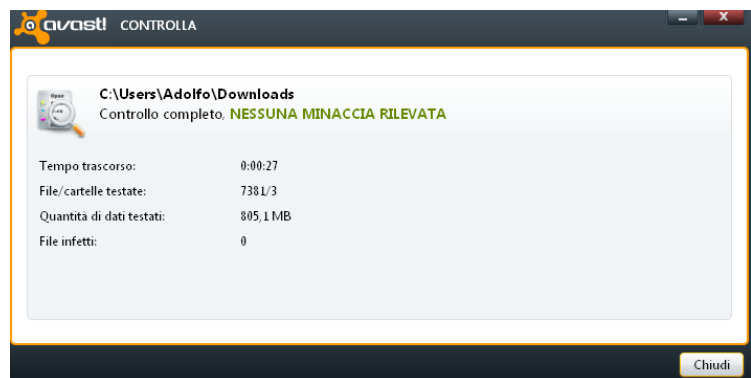 avast! CONTROLLA
C:\Users\Adolfo\Downloads
Controllo completo, NESSUNA MINACCIA RILEVATA
Tempo trascorso: 0:00:27
File/cartelle testate: 7381/3
Quantità di dati testati: 805,1 MB
File infetti: 0
Chiudi